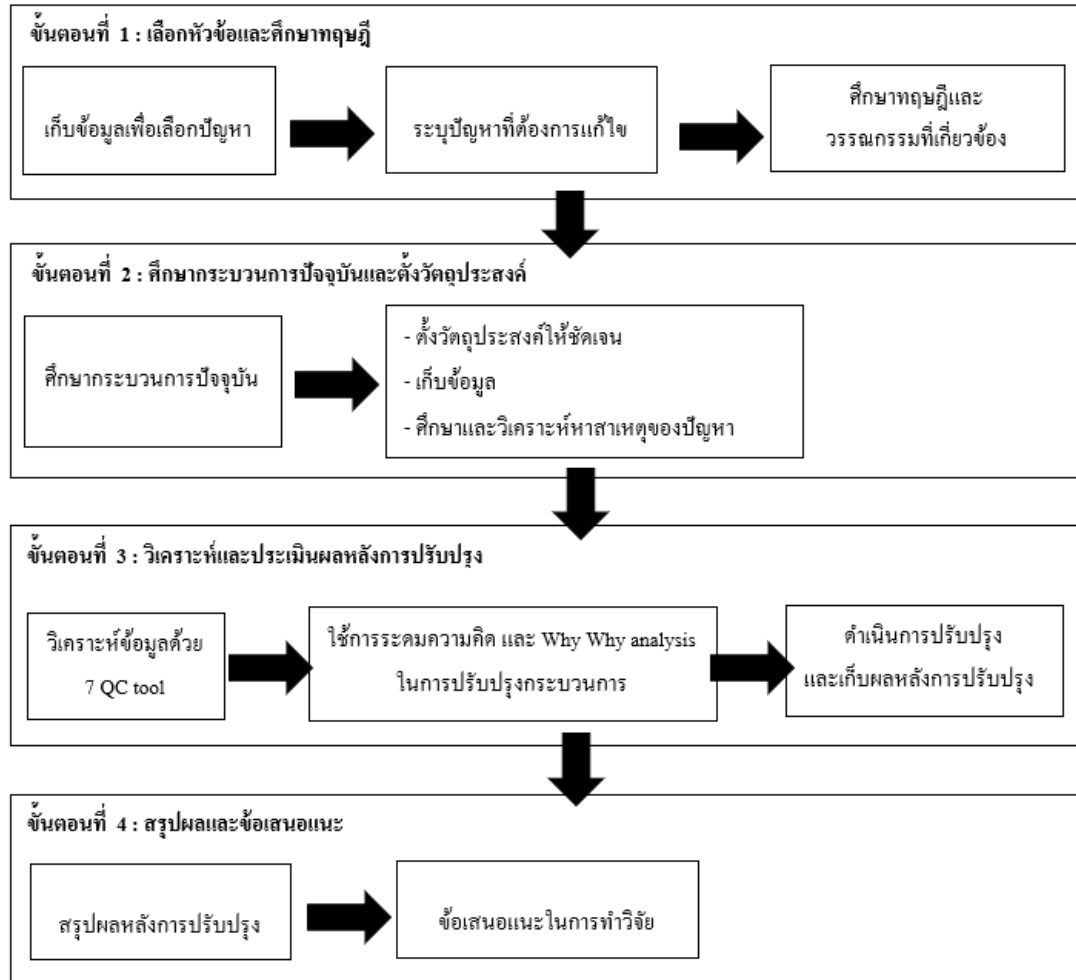 ขั้นตอนที่ 1 : เลือกหัวข้อและศึกษาทฤษฎี
เก็บข้อมูลเพื่อเลือกปัญหา
ระบุปัญหาที่ต้องการแก้ไข
ศึกษาทฤษฎีและ
วรรณกรรมที่เกี่ยวข้อง
ขั้นตอนที่ 2 : ศึกษากระบวนการปัจจุบันและตั้งวัตถุประสงค์
ศึกษากระบวนการปัจจุบัน
- ตั้งวัตถุประสงค์ให้ชัดเจน
- เก็บข้อมูล
- ศึกษาและวิเคราะห์หาสาเหตุของปัญหา
ขั้นตอนที่ 3 : วิเคราะห์และประเมินผลหลังการปรับปรุง
วิเคราะห์ข้อมูลด้วย
7 QC tool
ใช้การระดมความคิด และ Why Why analysis
ในการปรับปรุงกระบวนการ
ดำเนินการปรับปรุง
และเก็บผลหลังการปรับปรุง
ขั้นตอนที่ 4 : สรุปผลและข้อเสนอแนะ
สรุปผลหลังการปรับปรุง
ข้อเสนอแนะในการทำวิจัย